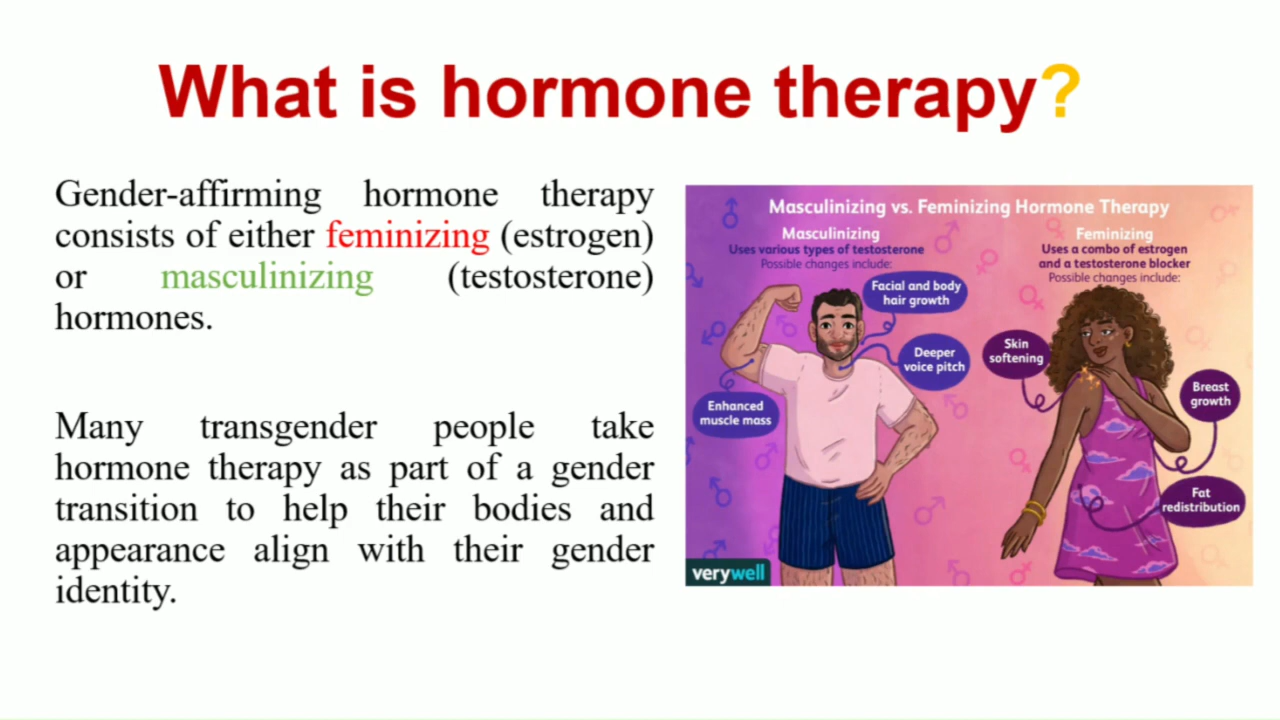 What is hormone therapy?
Gender-affirming hormone therapy
consists of either feminizing (estrogen)
or masculinizing (testosterone)
hormones.
Many transgender people take
hormone therapy as part of a gender
transition to help their bodies and
appearance align with their gender
identity.
Masculinizing vs. Feminizing Hormone Therapy
Masculinizing
Uses various types of testosterone
Possible changes include:
Facial and body
hair growth
Deeper
voice pitch
Enhanced
muscle mass
Feminizing
Uses a combo of estrogen
and a testosterone blocker
Possible changes include:
Skin
softening
Breast
growth
Fat
redistribution
verywell